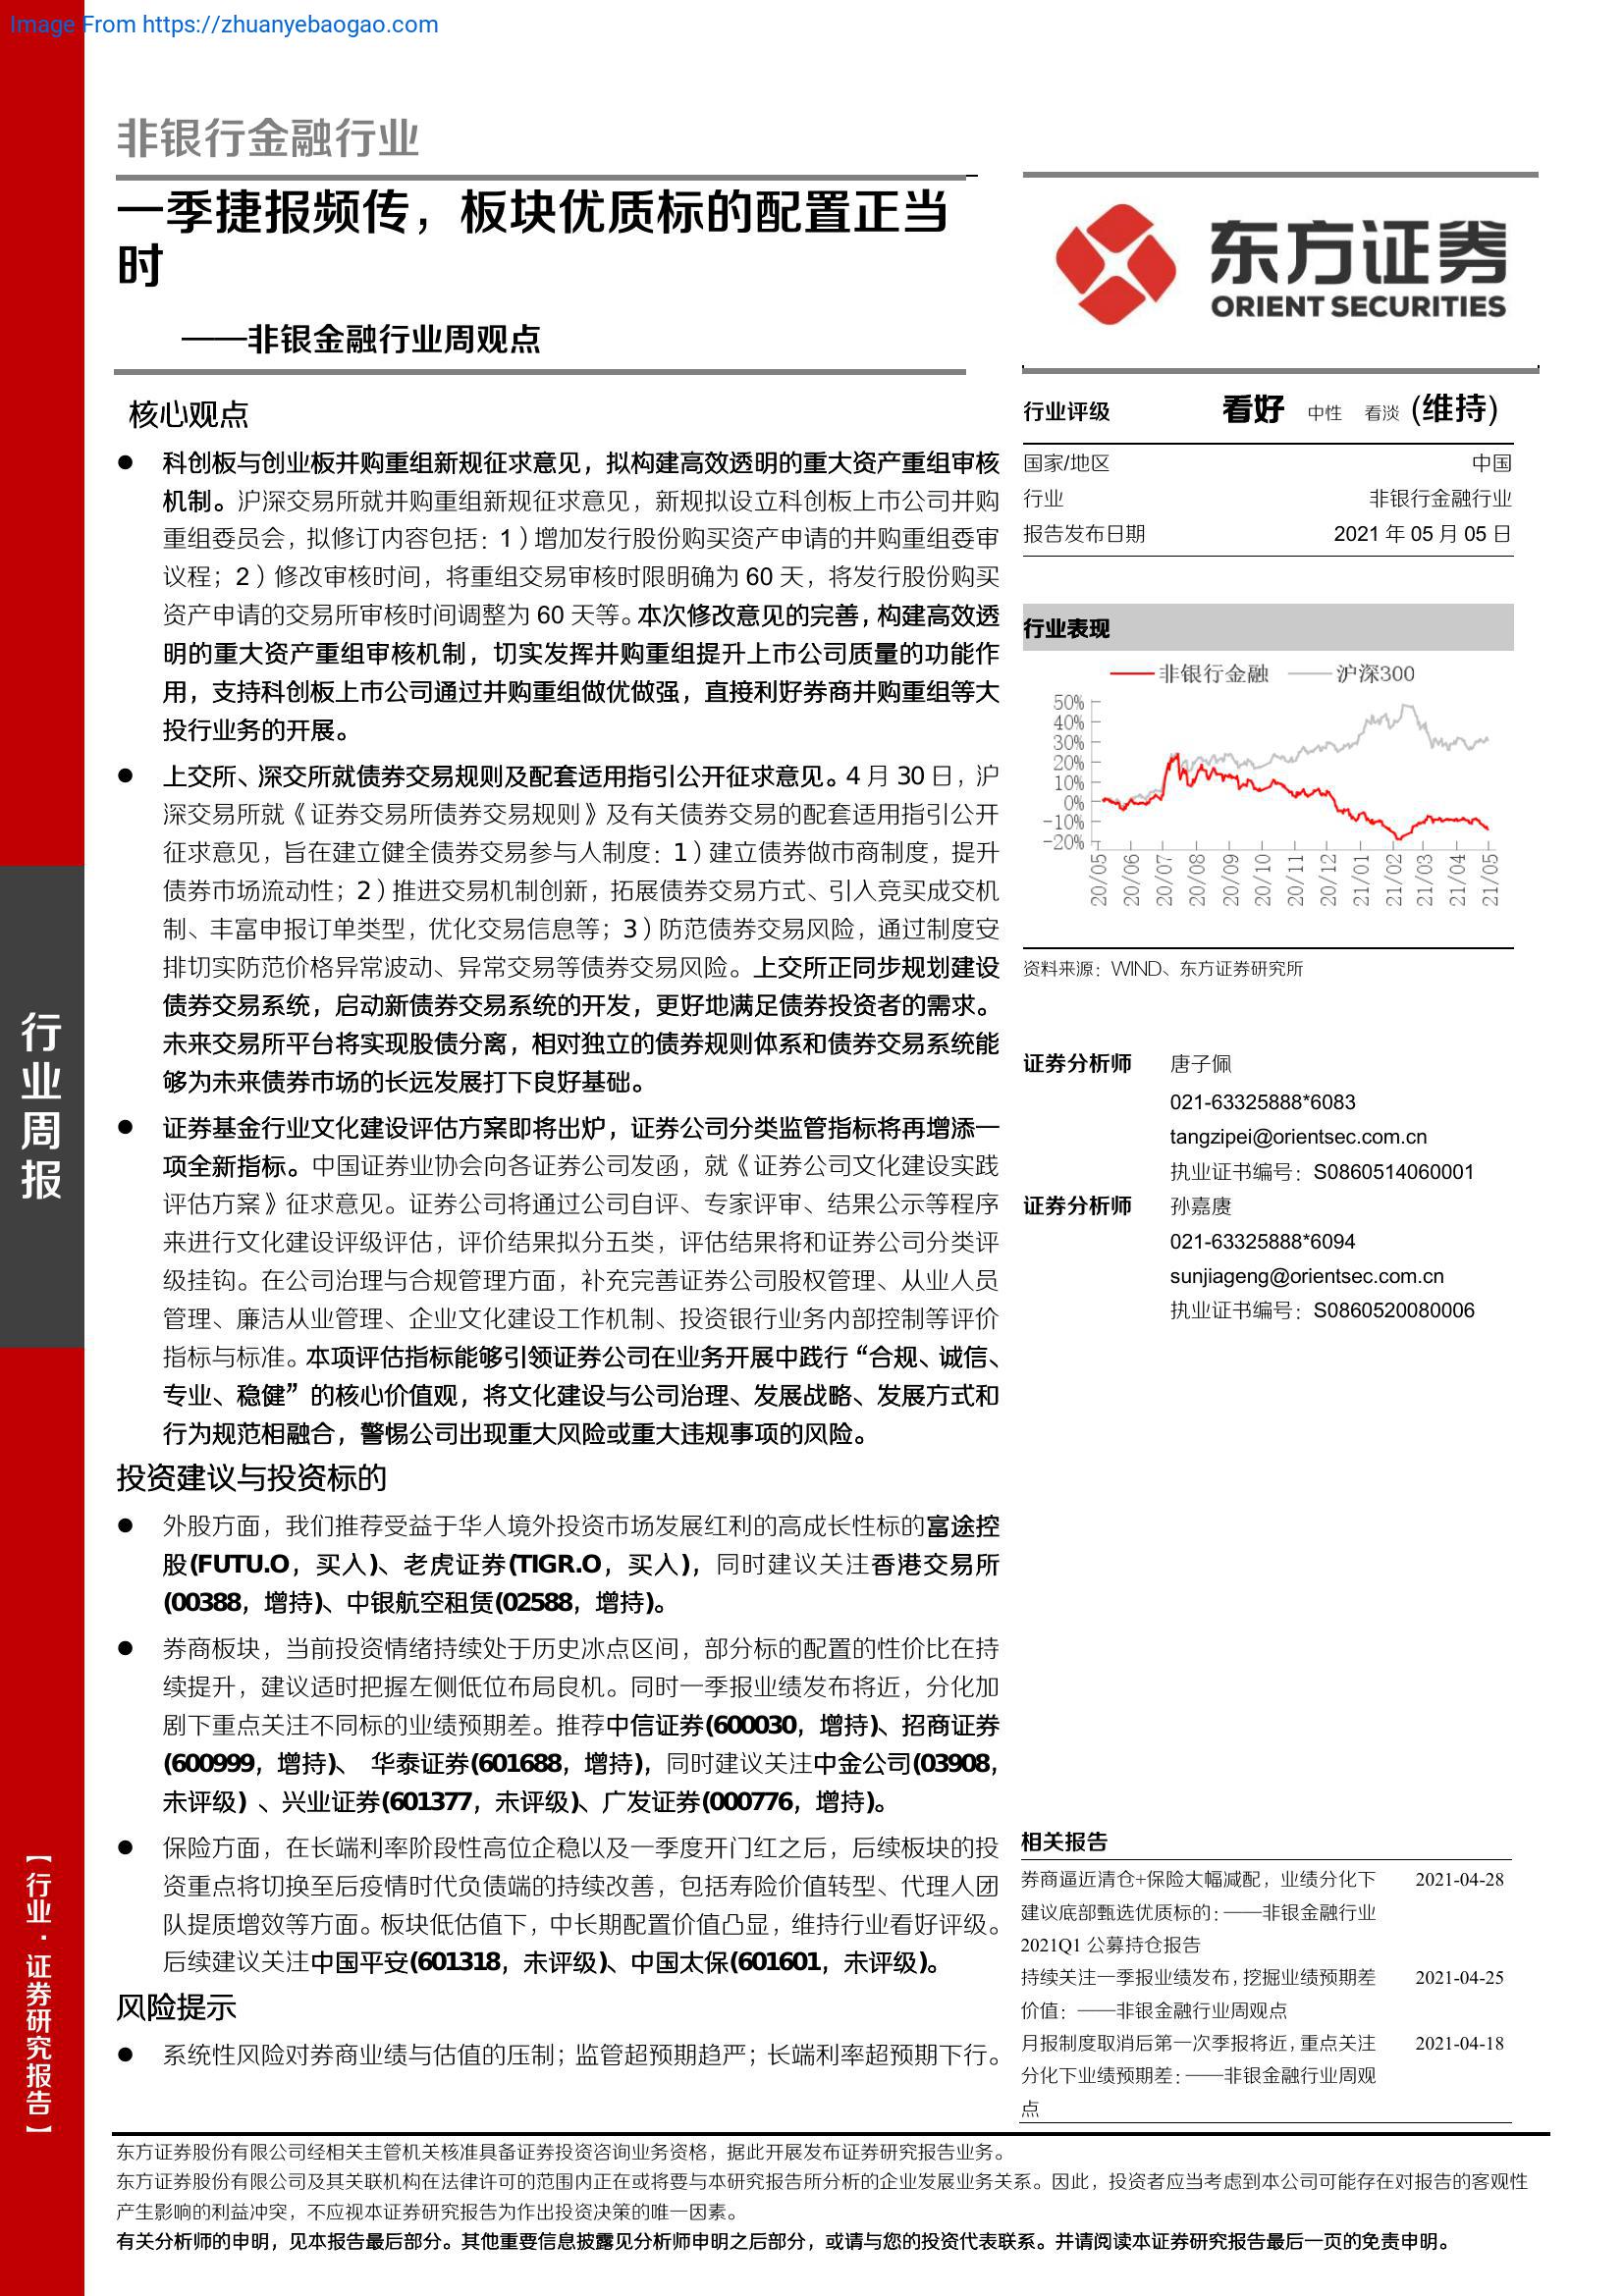 Image From https://zhuanyebaogao.com
非银行金融行业
一季捷报频传，板块优质标的配置正当
时
——非银金融行业周观点
核心观点
● 科创板与创业板并购重组新规征求意见，拟构建高效透明的重大资产重组审核
机制。沪深交易所就并购重组新规征求意见，新规拟设立科创板上市公司并购
重组委员会，拟修订内容包括：1）增加发行股份购买资产申请的并购重组委审
议程；2）修改审核时间，将重组交易审核时限明确为 60 天，将发行股份购买
资产申请的交易所审核时间调整为 60 天等。本次修改意见的完善，构建高效透
明的重大资产重组审核机制，切实发挥并购重组提升上市公司质量的功能作
用，支持科创板上市公司通过并购重组做优做强，直接利好券商并购重组等大
投行业务的开展。
● 上交所、深交所就债券交易规则及配套适用指引公开征求意见。4 月 30 日，沪
深交易所就《证券交易所债券交易规则》及有关债券交易的配套适用指引公开
征求意见，旨在建立健全债券交易参与人制度：1）建立债券做市商制度，提升
债券市场流动性；2）推进交易机制创新，拓展债券交易方式、引入竞买成交机
制、丰富申报订单类型，优化交易信息等；3）防范债券交易风险，通过制度安
排切实防范价格异常波动、异常交易等债券交易风险。上交所正同步规划建设
债券交易系统，启动新债券交易系统的开发，更好地满足债券投资者的需求。
未来交易所平台将实现股债分离，相对独立的债券规则体系和债券交易系统能
够为未来债券市场的长远发展打下良好基础。
● 证券基金行业文化建设评估方案即将出炉，证券公司分类监管指标将再增添一
项全新指标。中国证券业协会向各证券公司发函，就《证券公司文化建设实践
评估方案》征求意见。证券公司将通过公司自评、专家评审、结果公示等程序
来进行文化建设评级评估，评价结果拟分五类，评估结果将和证券公司分类评
级挂钩。在公司治理与合规管理方面，补充完善证券公司股权管理、从业人员
管理、廉洁从业管理、企业文化建设工作机制、投资银行业务内部控制等评价
指标与标准。本项评估指标能够引领证券公司在业务开展中践行“合规、诚信、
专业、稳健”的核心价值观，将文化建设与公司治理、发展战略、发展方式和
行为规范相融合，警惕公司出现重大风险或重大违规事项的风险。
投资建议与投资标的
● 外股方面，我们推荐受益于华人境外投资市场发展红利的高成长性标的富途控
股(FUTU.O，买入)、老虎证券(TIGR.O，买入)，同时建议关注香港交易所
(00388，增持)、中银航空租赁(02588，增持)。
● 券商板块，当前投资情绪持续处于历史冰点区间，部分标的配置的性价比在持
续提升，建议适时把握左侧低位布局良机。同时一季报业绩发布将近，分化加
剧下重点关注不同标的业绩预期差。推荐中信证券(600030，增持)、招商证券
(600999，增持)、 华泰证券(601688，增持)，同时建议关注中金公司(03908，
未评级) 、兴业证券(601377，未评级)、广发证券(000776，增持)。
● 保险方面，在长端利率阶段性高位企稳以及一季度开门红之后，后续板块的投
资重点将切换至后疫情时代负债端的持续改善，包括寿险价值转型、代理人团
队提质增效等方面。板块低估值下，中长期配置价值凸显，维持行业看好评级。
后续建议关注中国平安(601318，未评级)、中国太保(601601，未评级)。
风险提示
● 系统性风险对券商业绩与估值的压制；监管超预期趋严；长端利率超预期下行。
东方证券
ORIENT SECURITIES
行业评级 看好 中性 看淡 (维持)
国家/地区 中国
行业 非银行金融行业
报告发布日期 2021 年 05 月 05 日
行业表现
非银行金融 沪深300
50%
40%
30%
20%
10%
0%
-10%
-20%
20/05 20/06 20/07 20/08 20/09 20/10 20/11 20/12 21/01 21/02 21/03 21/04 21/05
资料来源：WIND、东方证券研究所
证券分析师 唐子佩
021-63325888*6083
tangzipei@orientsec.com.cn
执业证书编号：S0860514060001
证券分析师 孙嘉赓
021-63325888*6094
sunjiageng@orientsec.com.cn
执业证书编号：S0860520080006
相关报告
券商逼近清仓+保险大幅减配，业绩分化下 2021-04-28
建议底部甄选优质标的：——非银金融行业
2021Q1 公募持仓报告
持续关注一季报业绩发布，挖掘业绩预期差 2021-04-25
价值：——非银金融行业周观点
月报制度取消后第一次季报将近，重点关注 2021-04-18
分化下业绩预期差：——非银金融行业周观
点
行业周报
【行业·证券研究报告】
东方证券股份有限公司经相关主管机关核准具备证券投资咨询业务资格，据此开展发布证券研究报告业务。
东方证券股份有限公司及其关联机构在法律许可的范围内正在或将要与本研究报告所分析的企业发展业务关系。因此，投资者应当考虑到本公司可能存在对报告的客观性
产生影响的利益冲突，不应视本证券研究报告为作出投资决策的唯一因素。
有关分析师的申明，见本报告最后部分。其他重要信息披露见分析师申明之后部分，或请与您的投资代表联系。并请阅读本证券研究报告最后一页的免责申明。